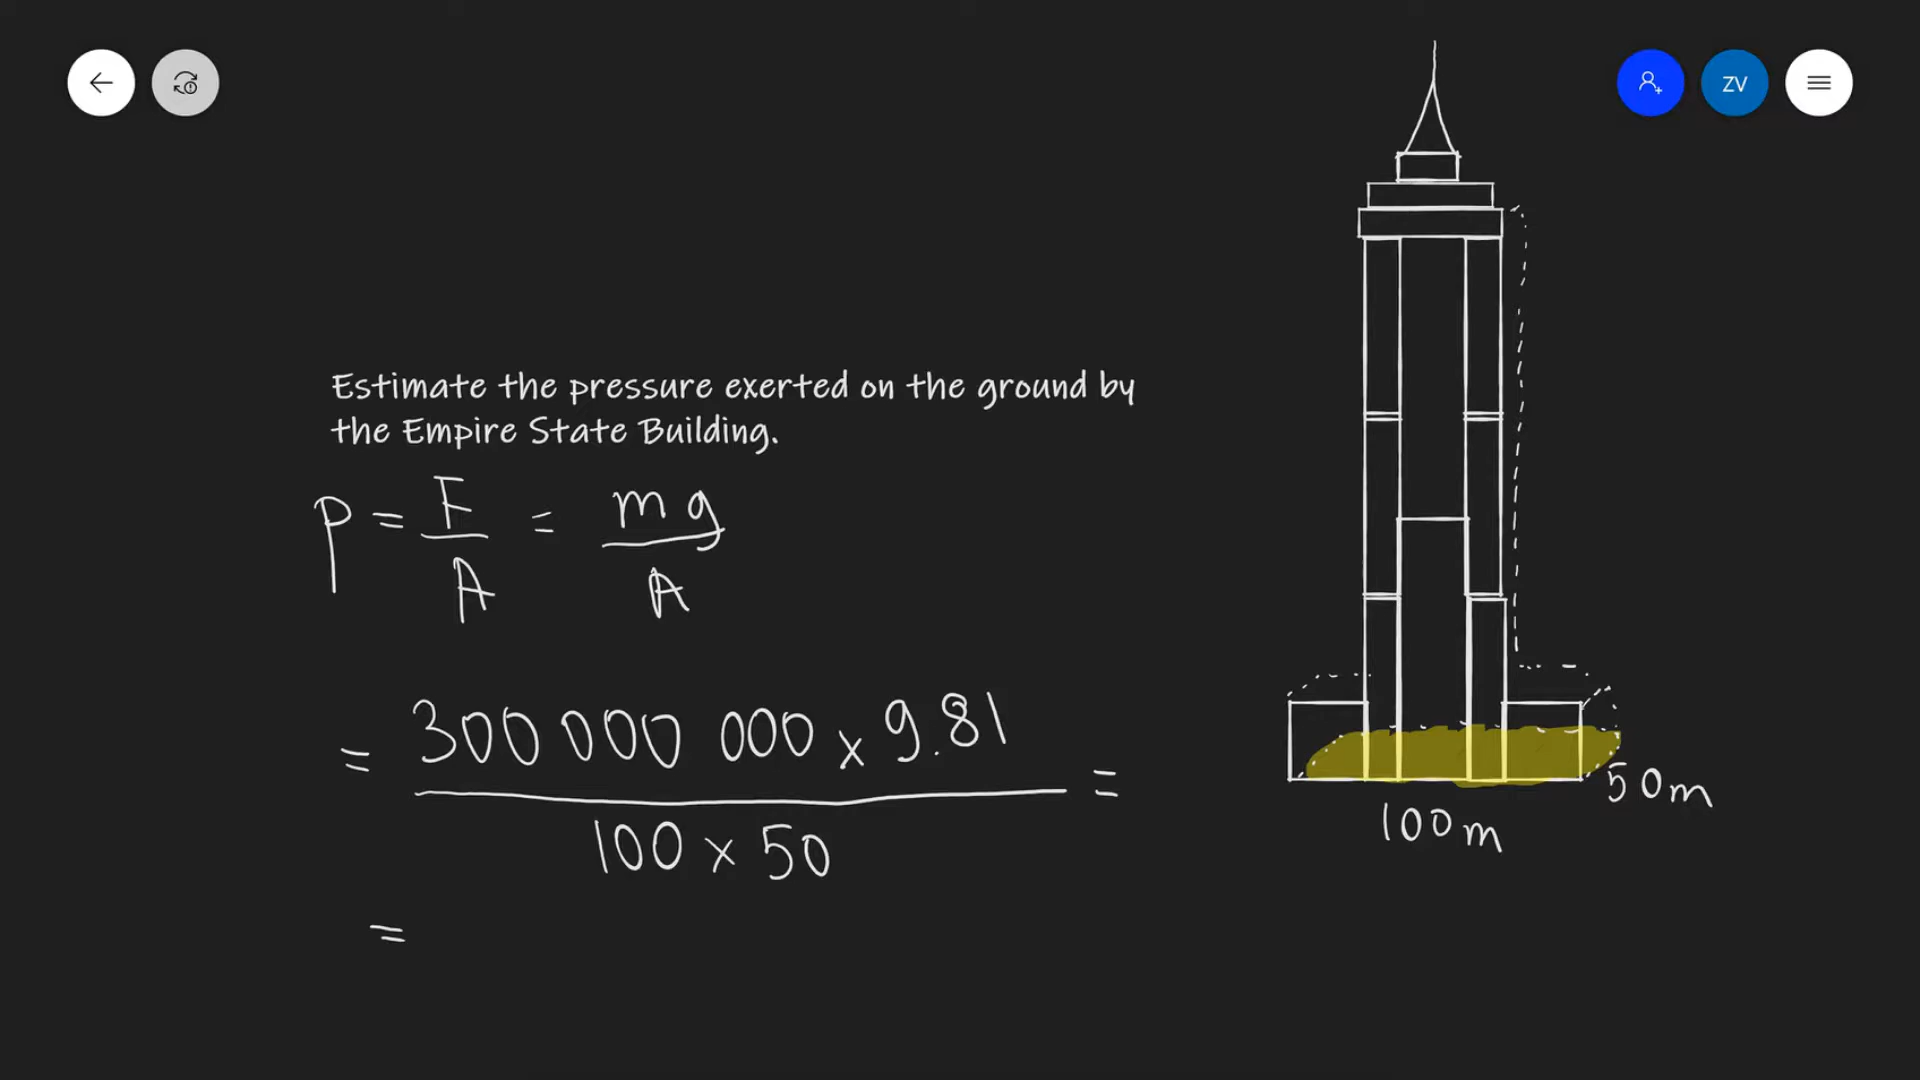 ZV
Estimate the pressure exerted on the ground by
the Empire State Building.
P = F/A = mg/A
= 300 000 000 x 9.81 / 100 x 50 =
=
50m
100m